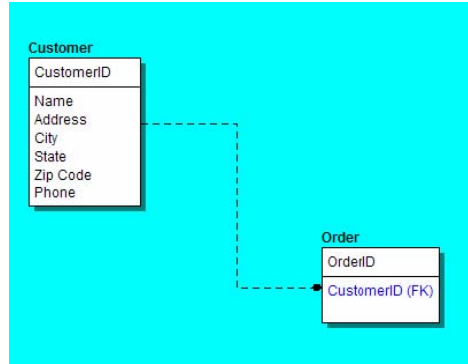 Customer
CustomerID
Name
Address
City
State
Zip Code
Phone
Order
OrderID
CustomerID (FK)